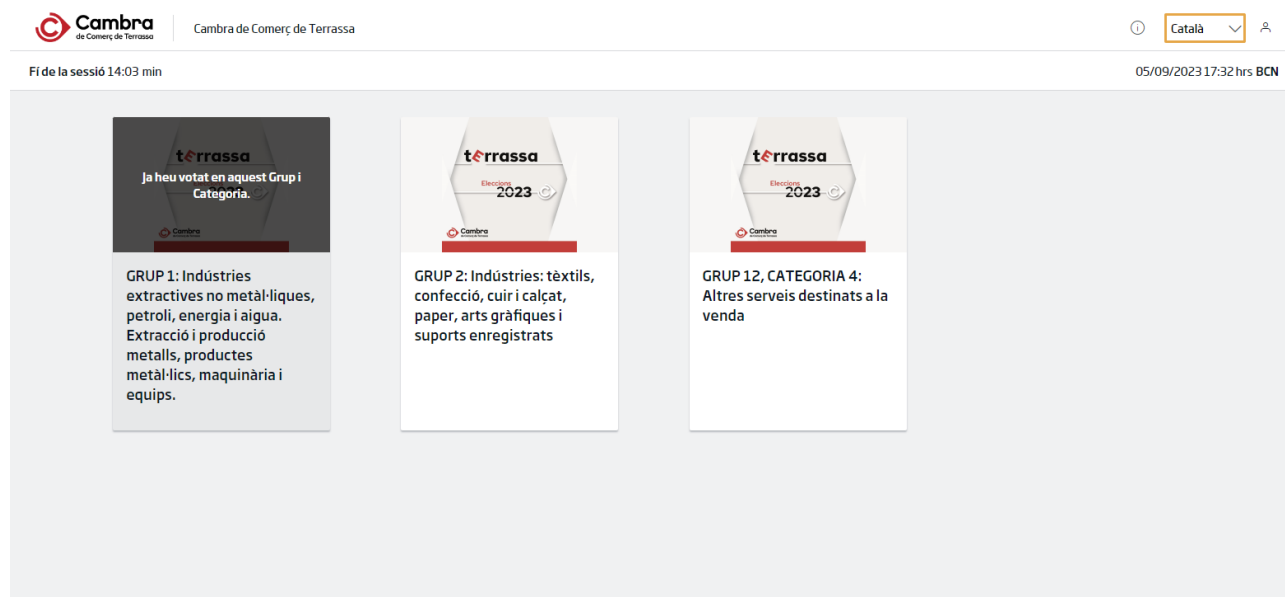 Cambra
de Comerç de Terrassa
Cambra de Comerç de Terrassa
Català
Fí de la sessió 14:03 min
05/09/2023 17:32 hrs BCN
terrassa
Ja heu votat en aquest Grup i
Categoria.
2023
Cambra
GRUP 1: Indústries
extractives no metàl·liques,
petroli, energia i aigua.
Extracció i producció
metalls, productes
metàl·lics, maquinària i
equips.
terrassa
Eleccions
2023
Cambra
GRUP 2: Indústries: tèxtils,
confecció, cuir i calçat,
paper, arts gràfiques i
suports enregistrats
terrassa
Eleccions
2023
Cambra
GRUP 12, CATEGORIA 4:
Altres serveis destinats a la
venda